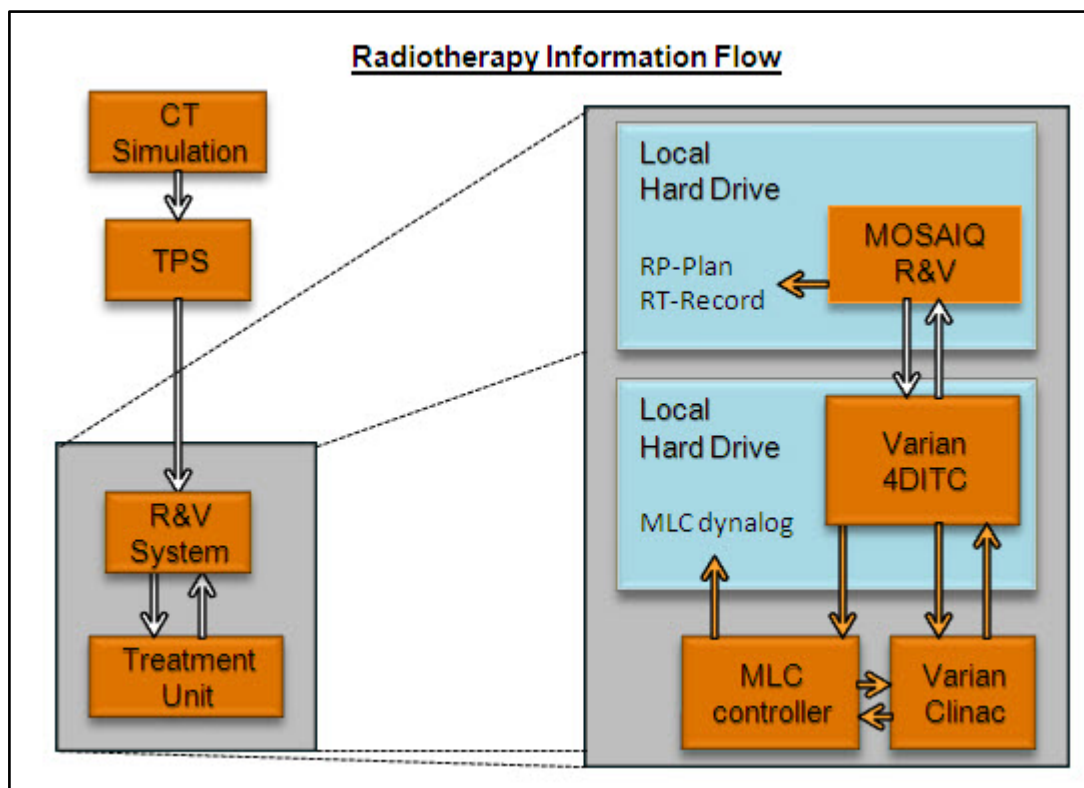 Radiotherapy Information Flow
CT
Simulation
TPS
R&V
System
Treatment
Unit
Local
Hard Drive
MOSAIQ
R&V
RP-Plan
RT-Record
Local
Hard Drive
Varian
4DITC
MLC dynalog
MLC
controller
Varian
Clinac